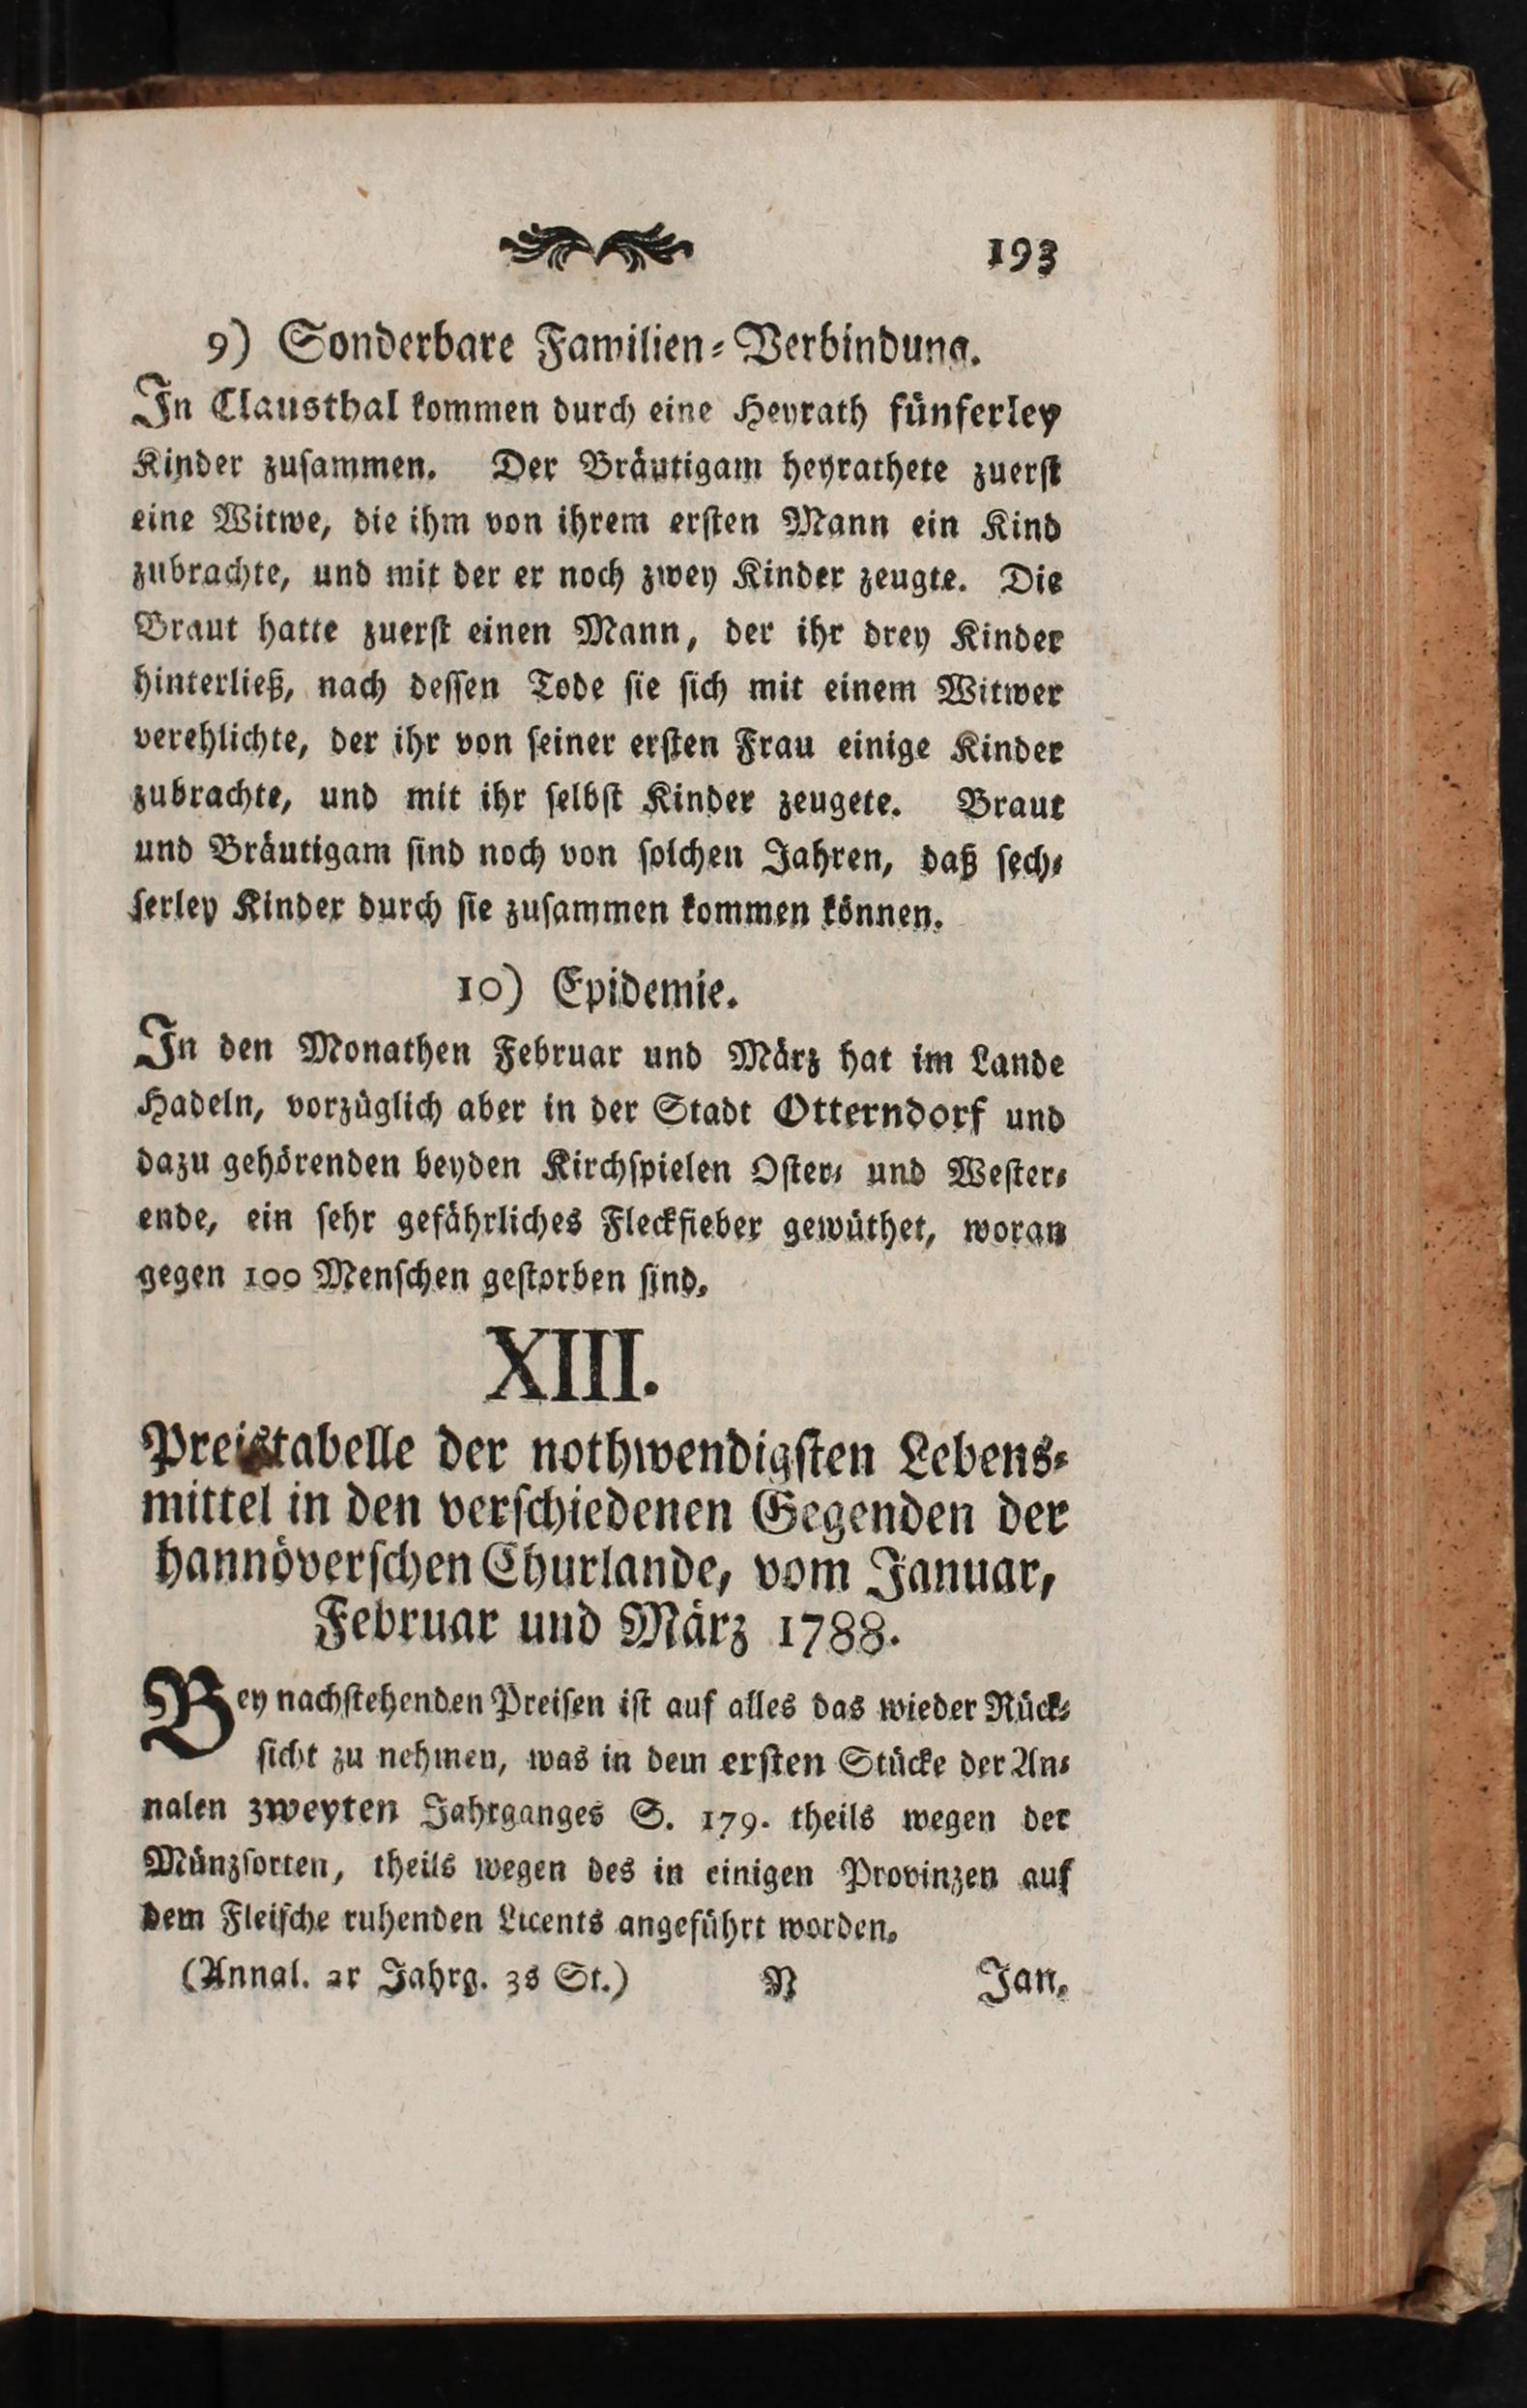 193
9) Sonderbare Familien-Verbindung.
In Clausthal kommen durch eine Heyrath fünferley
Kinder zusammen. Der Bräutigam heyrathete zuerst
eine Witwe, die ihm von ihrem ersten Mann ein Kind
zubrachte, und mit der er noch zwey Kinder zeugte. Die
Braut hatte zuerst einen Mann, der ihr drey Kinder
hinterließ, nach dessen Tode sie sich mit einem Witwer
verehlichte, der ihr von seiner ersten Frau einige Kinder
zubrachte, und mit ihr selbst Kinder zeugete. Braut
und Bräutigam sind noch von solchen Jahren, daß sech-
serley Kinder durch sie zusammen kommen können.
10) Epidemie.
In den Monathen Februar und März hat im Lande
Hadeln, vorzüglich aber in der Stadt Otterndorf und
dazu gehörenden beyden Kirchspielen Oster- und Wester-
ende, ein sehr gefährliches Fleckfieber gewüthet, woran
gegen 100 Menschen gestorben sind.
XIII.
Preistabelle der nothwendigsten Lebens-
mittel in den verschiedenen Gegenden der
hannöverschen Churlande, vom Januar,
Februar und März 1788.
Bey nachstehenden Preisen ist auf alles das wieder Rück-
sicht zu nehmen, was in dem ersten Stücke der An-
nalen zweyten Jahrganges S. 179. theils wegen der
Münzsorten, theils wegen des in einigen Provinzen auf
dem Fleische ruhenden Licents angeführt worden.
(Annal. 2r Jahrg. 3s St.) N Jan.